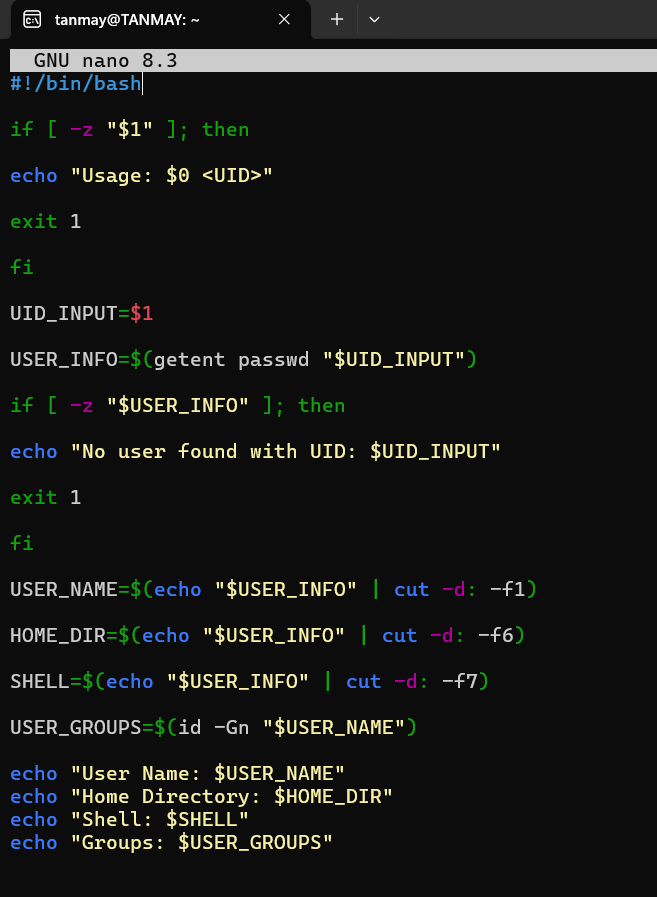 tanmay@TANMAY: ~
GNU nano 8.3
#!/bin/bash
if [ -z "$1" ]; then
echo "Usage: $0 <UID>"
exit 1
fi
UID_INPUT=$1
USER_INFO=$(getent passwd "$UID_INPUT")
if [ -z "$USER_INFO" ]; then
echo "No user found with UID: $UID_INPUT"
exit 1
fi
USER_NAME=$(echo "$USER_INFO" | cut -d: -f1)
HOME_DIR=$(echo "$USER_INFO" | cut -d: -f6)
SHELL=$(echo "$USER_INFO" | cut -d: -f7)
USER_GROUPS=$(id -Gn "$USER_NAME")
echo "User Name: $USER_NAME"
echo "Home Directory: $HOME_DIR"
echo "Shell: $SHELL"
echo "Groups: $USER_GROUPS"